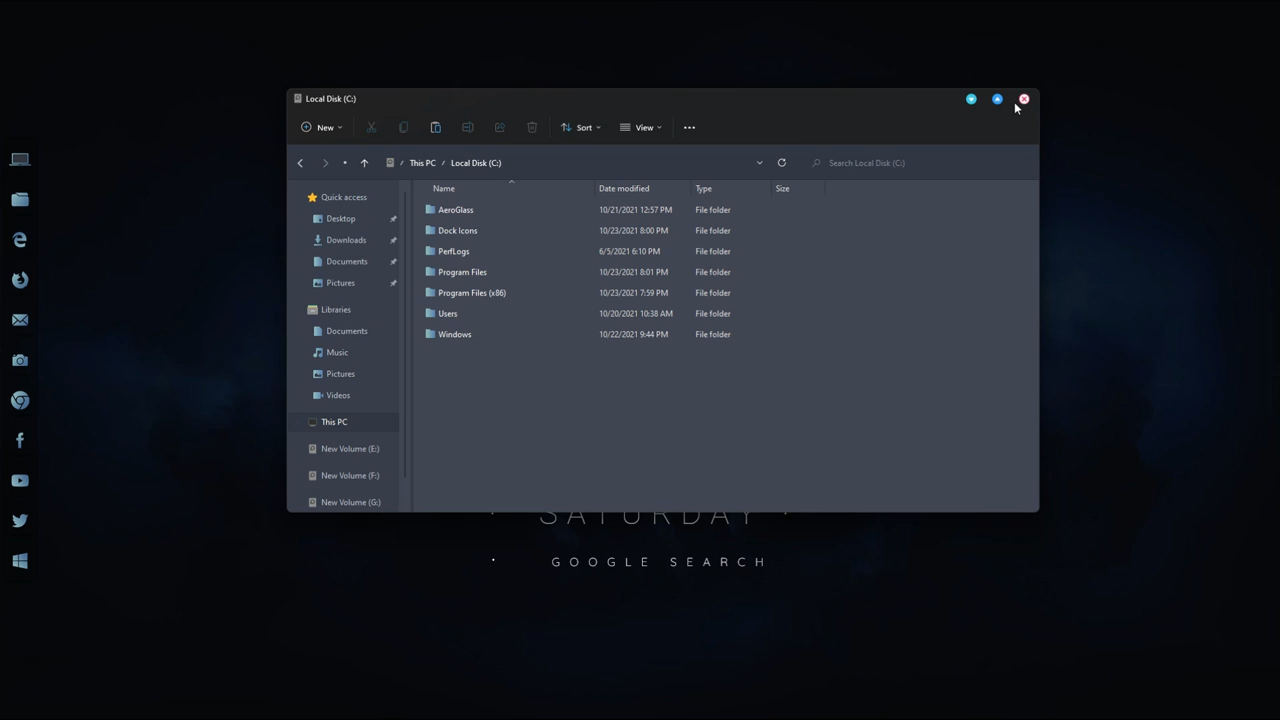 Local Disk (C:)
New Sort View
This PC / Local Disk (C:) Search Local Disk (C:)
Name Date modified Type Size
Quick access
Desktop
Downloads
Documents
Pictures
Libraries
Documents
Music
Pictures
Videos
This PC
New Volume (E:)
New Volume (F:)
New Volume (G:)
AeroGlass 10/21/2021 12:57 PM File folder
Dock Icons 10/23/2021 8:00 PM File folder
PerfLogs 6/5/2021 6:10 PM File folder
Program Files 10/23/2021 8:01 PM File folder
Program Files (x86) 10/23/2021 7:59 PM File folder
Users 10/20/2021 10:38 AM File folder
Windows 10/22/2021 9:44 PM File folder
SATURDAY
GOOGLE SEARCH